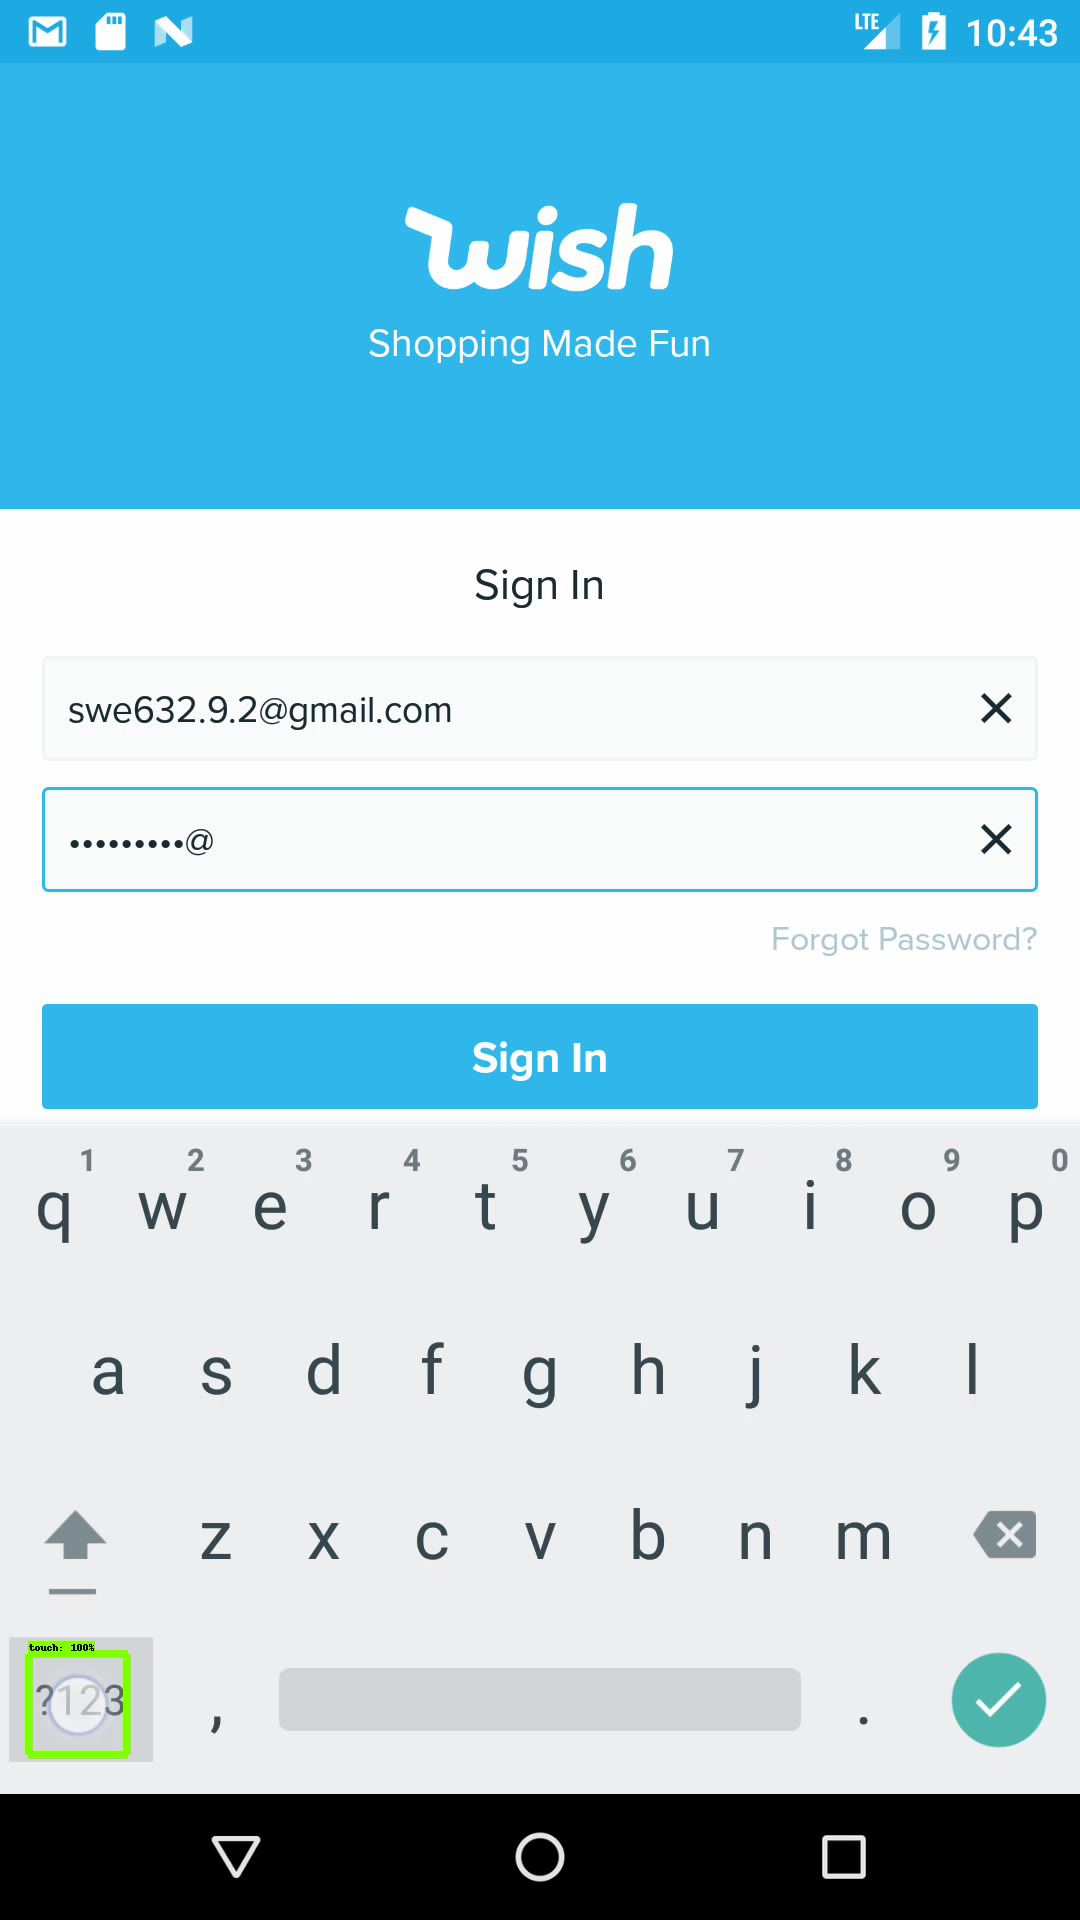 LTE 10:43
wish
Shopping Made Fun
Sign In
swe632.9.2@gmail.com
•••••••••@
Forgot Password?
Sign In
1 2 3 4 5 6 7 8 9 0
q w e r t y u i o p
a s d f g h j k l
z x c v b n m
touch: 100%
?123 , .